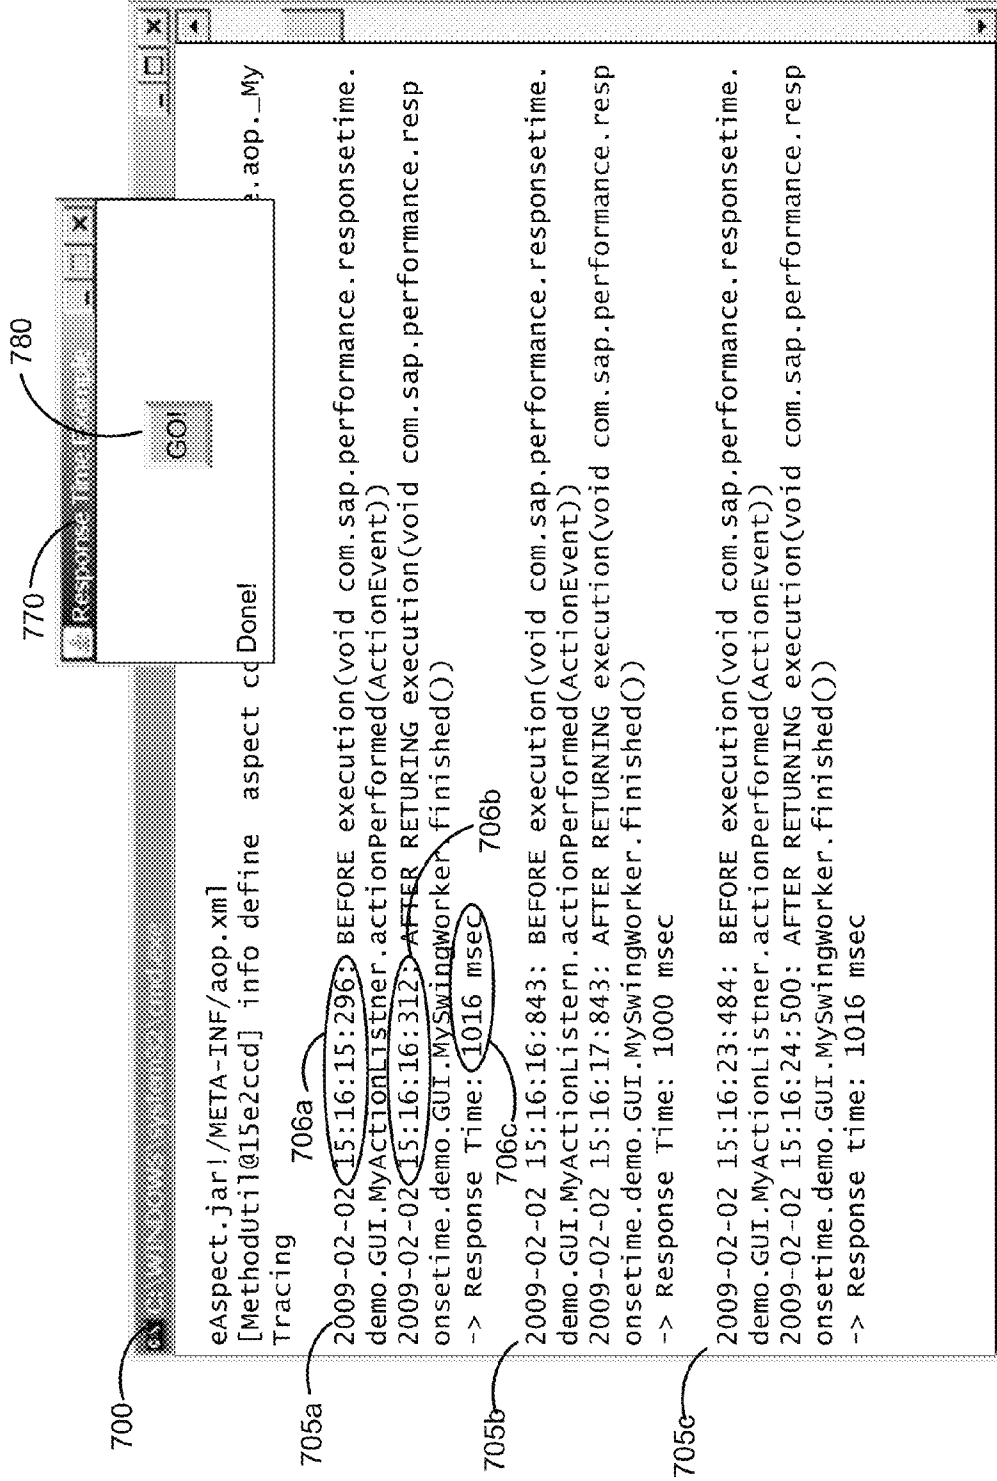 700
770
Response Time Example
780
GO!
Done!
eAspect.jar!/META-INF/aop.xml
[Methodutil@15e2ccd] info define aspect co e.aop._My
Tracing
706a
705a
2009-02-02 15:16:15:296: BEFORE execution(void com.sap.performance.responsetime.
demo.GUI.MyActionListner.actionPerformed(ActionEvent))
2009-02-02 15:16:16:312: AFTER RETURING execution(void com.sap.performance.resp
onsetime.demo.GUI.MySwingWorker.finished())
-> Response Time: 1016 msec
706b
706c
705b
2009-02-02 15:16:16:843: BEFORE execution(void com.sap.performance.responsetime.
demo.GUI.MyActionListern.actionPerformed(ActionEvent))
2009-02-02 15:16:17:843: AFTER RETURNING execution(void com.sap.performance.resp
onsetime.demo.GUI.MySwingWorker.finished())
-> Response Time: 1000 msec
705c
2009-02-02 15:16:23:484: BEFORE execution(void com.sap.performance.responsetime.
demo.GUI.MyActionListner.actionPerformed(ActionEvent))
2009-02-02 15:16:24:500: AFTER RETURNING execution(void com.sap.performance.resp
onsetime.demo.GUI.MySwingWorker.finished())
-> Response time: 1016 msec